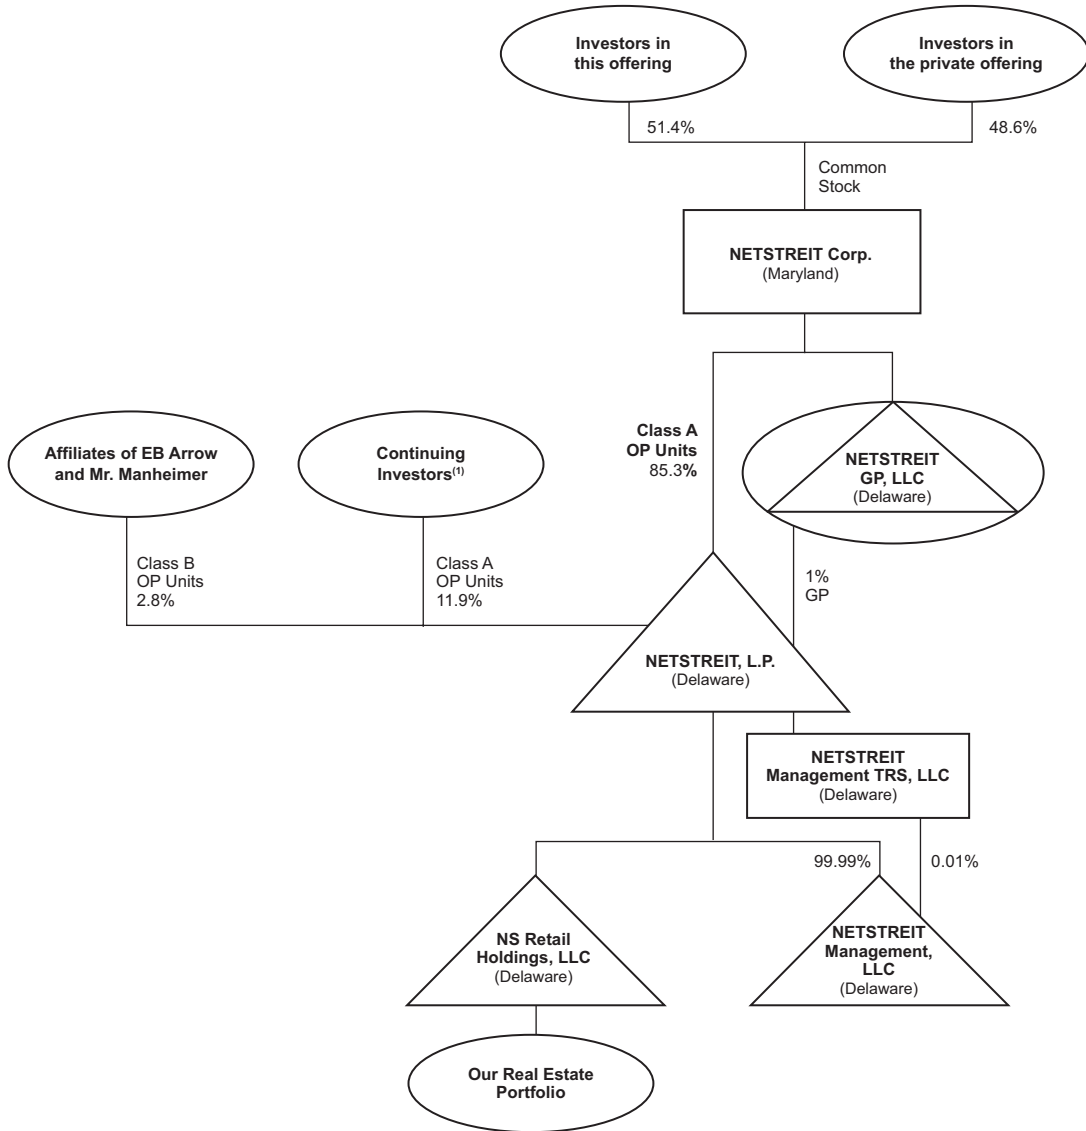 Investors in
this offering
Investors in
the private offering
51.4%
48.6%
Common
Stock
NETSTREIT Corp.
(Maryland)
Affiliates of EB Arrow
and Mr. Manheimer
Continuing
Investors(1)
Class A
OP Units
85.3%
NETSTREIT
GP, LLC
(Delaware)
Class B
OP Units
2.8%
Class A
OP Units
11.9%
1%
GP
NETSTREIT, L.P.
(Delaware)
NETSTREIT
Management TRS, LLC
(Delaware)
99.99%
0.01%
NS Retail
Holdings, LLC
(Delaware)
NETSTREIT
Management,
LLC
(Delaware)
Our Real Estate
Portfolio